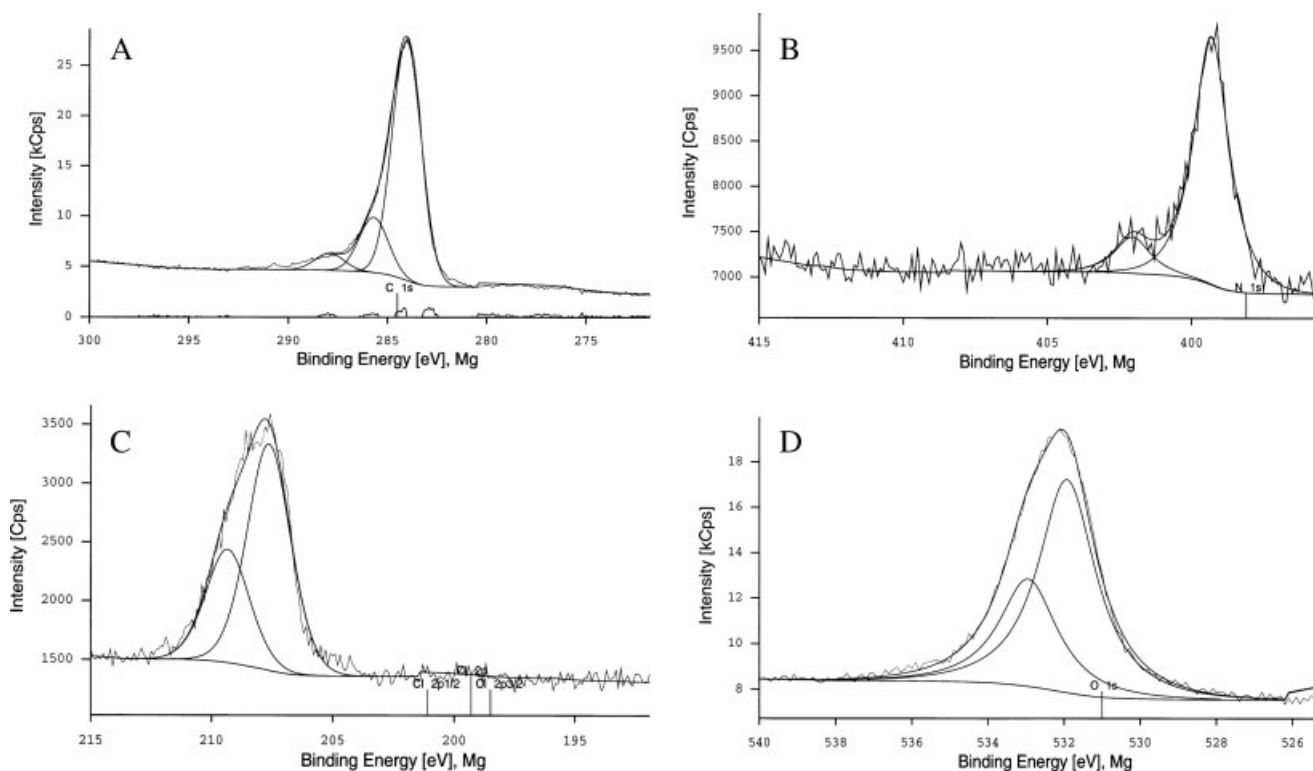 A
Intensity [kCps]
25
20
15
10
5
0
C 1s
300 295 290 285 280 275
Binding Energy [eV], Mg
B
Intensity [Cps]
9500
9000
8500
8000
7500
7000
N 1s
415 410 405 400
Binding Energy [eV], Mg
C
Intensity [Cps]
3500
3000
2500
2000
1500
Cl 2p1/2
2p3/2
215 210 205 200 195
Binding Energy [eV], Mg
D
Intensity [kCps]
18
16
14
12
10
8
O 1s
540 538 536 534 532 530 528 526
Binding Energy [eV], Mg